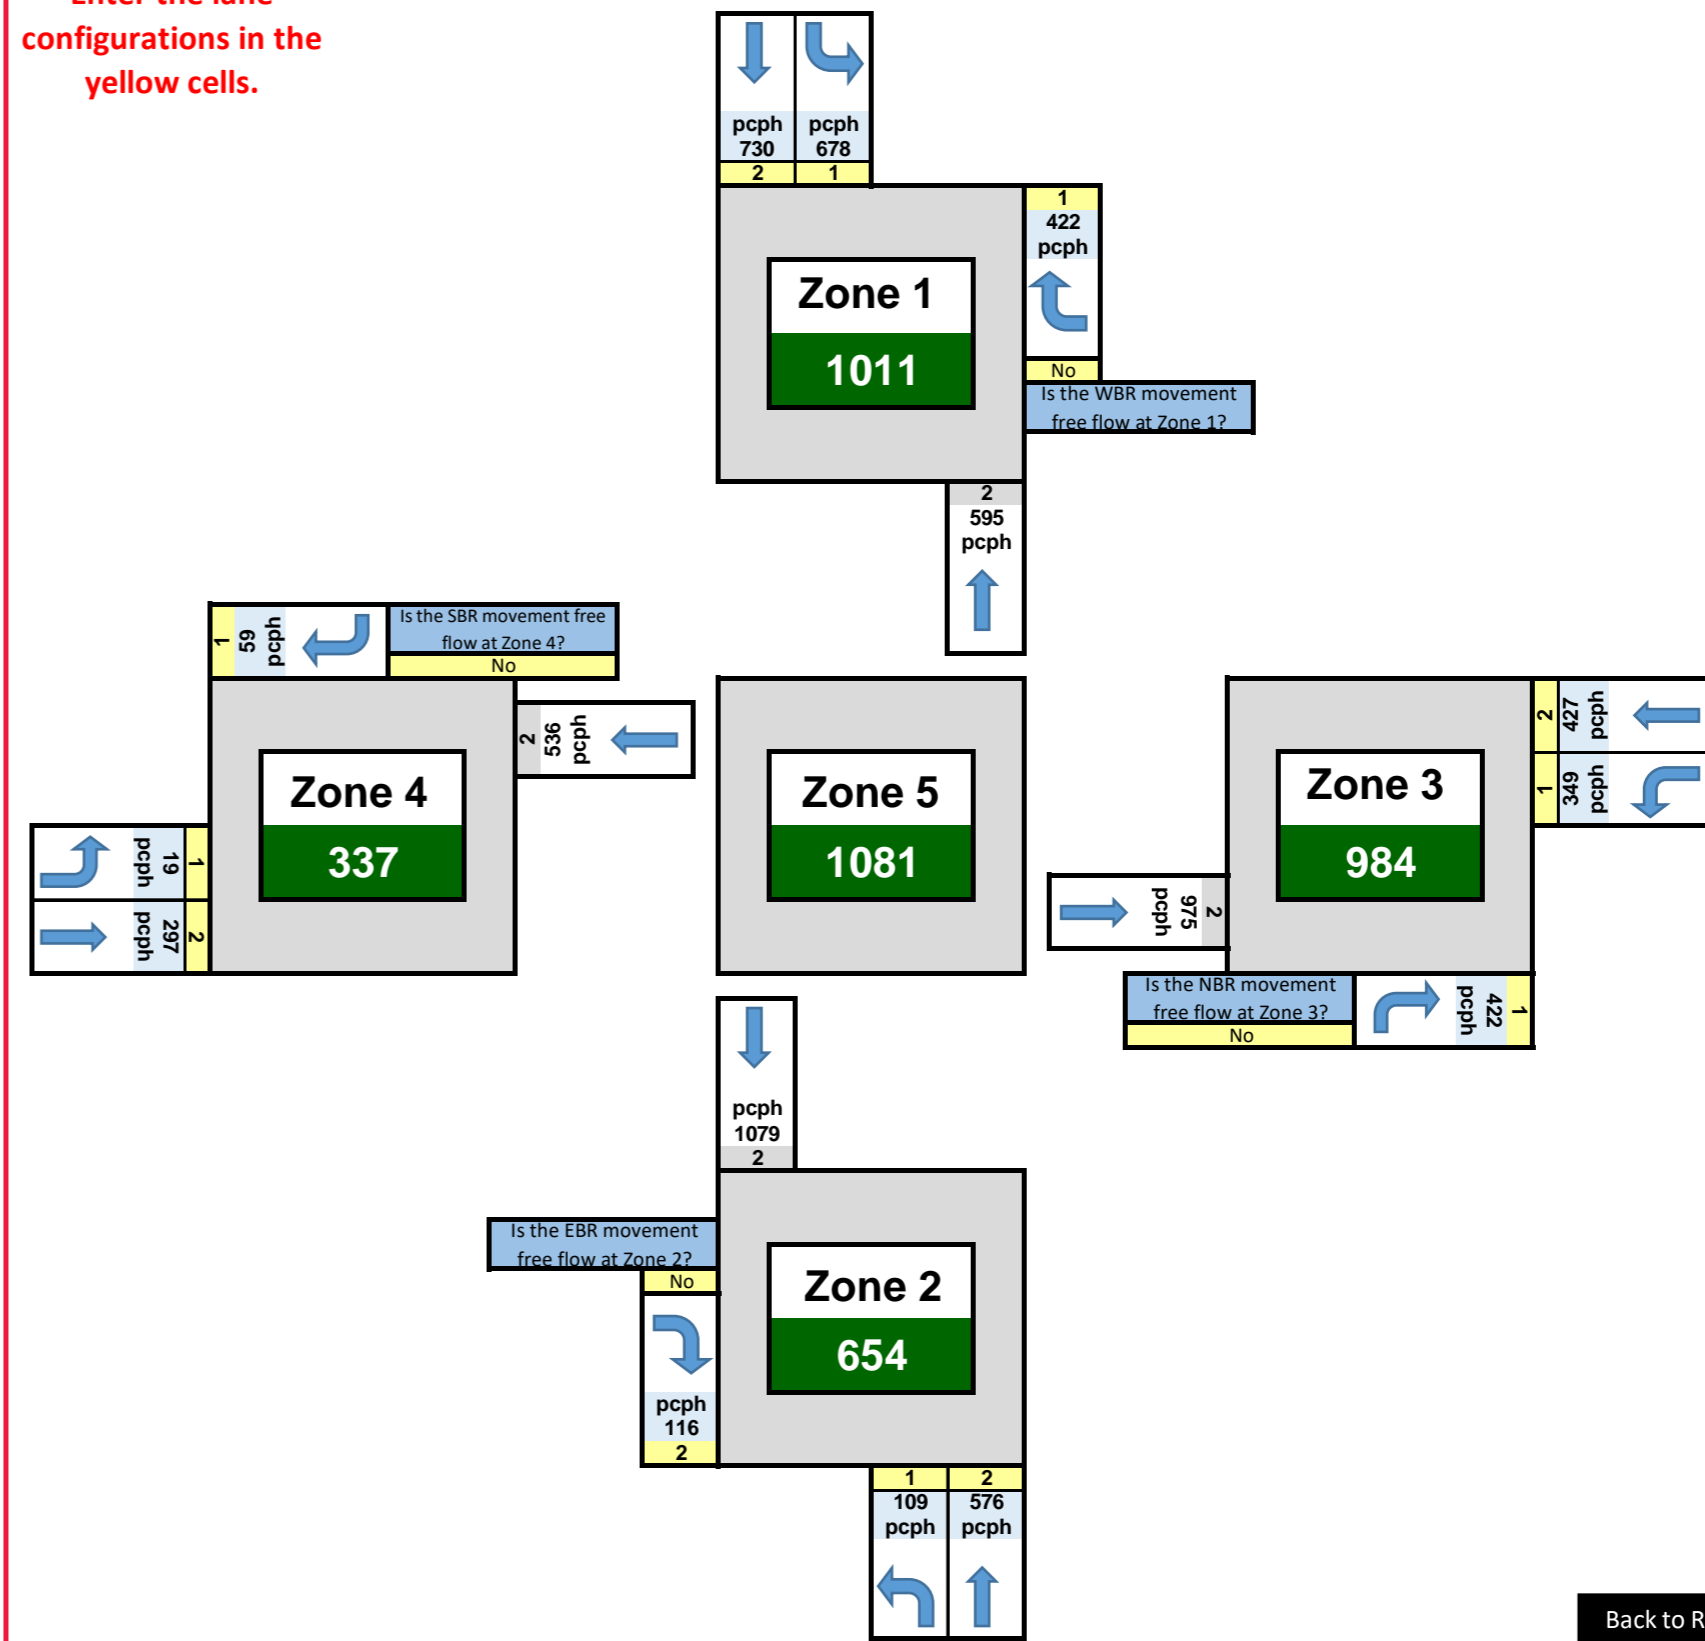 Enter the lane
configurations in the
yellow cells.
pcph
730
2
pcph
678
1
1
422
pcph
No
Is the WBR movement
free flow at Zone 1?
Zone 1
1011
2
595
pcph
1
59
pcph
Is the SBR movement free
flow at Zone 4?
No
2
536
pcph
Zone 4
337
19
pcph
1
297
pcph
2
Zone 5
1081
2
427
pcph
1
349
pcph
Zone 3
984
975
pcph
2
Is the NBR movement
free flow at Zone 3?
No
422
pcph
1
pcph
1079
2
Is the EBR movement
free flow at Zone 2?
No
pcph
116
2
Zone 2
654
1
109
pcph
2
576
pcph
Back to R